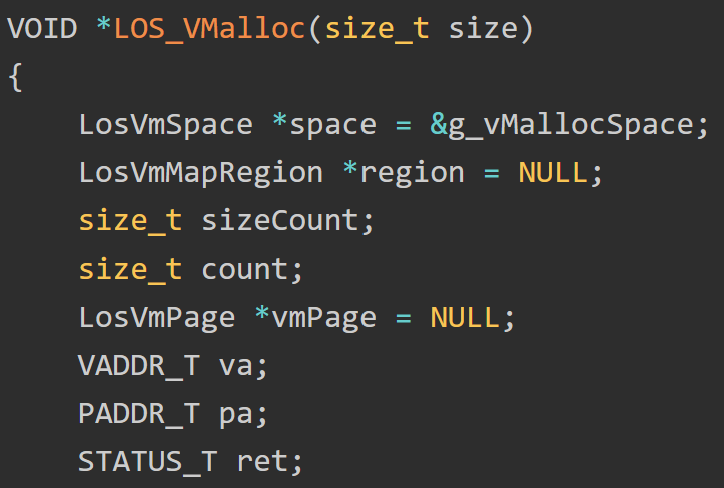 VOID *LOS_VMalloc(size_t size)
{
    LosVmSpace *space = &g_vMallocSpace;
    LosVmMapRegion *region = NULL;
    size_t sizeCount;
    size_t count;
    LosVmPage *vmPage = NULL;
    VADDR_T va;
    PADDR_T pa;
    STATUS_T ret;